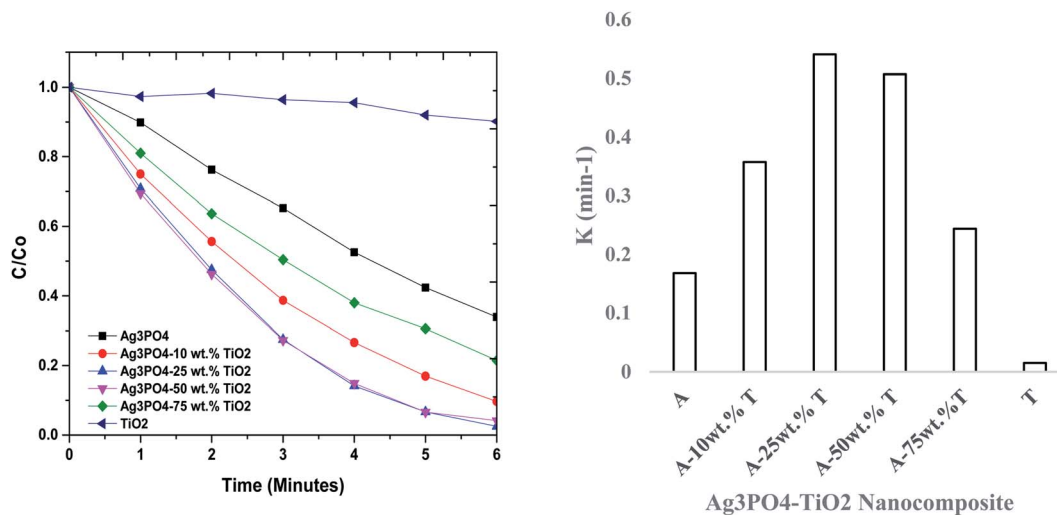 C/Co
1.0
0.8
0.6
0.4
0.2
0.0
Ag3PO4
Ag3PO4-10 wt.% TiO2
Ag3PO4-25 wt.% TiO2
Ag3PO4-50 wt.% TiO2
Ag3PO4-75 wt.% TiO2
TiO2
0 1 2 3 4 5 6
Time (Minutes)
K (min-1)
0.6
0.5
0.4
0.3
0.2
0.1
0
A
A-10wt.% T
A-25wt.% T
A-50wt.% T
A-75wt.%T
T
Ag3PO4-TiO2 Nanocomposite